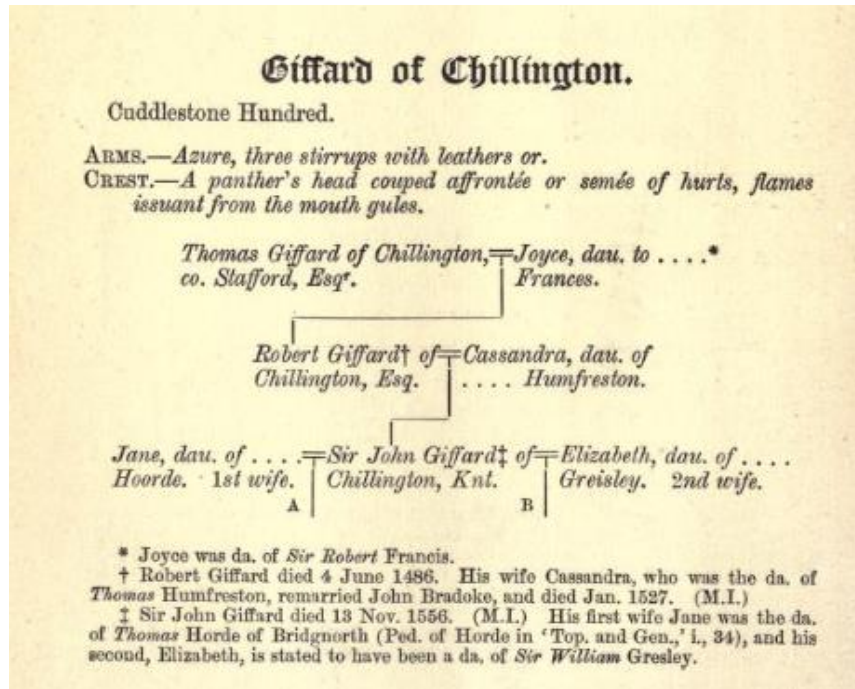 Giffard of Chillington.
Cuddlestone Hundred.
ARMS.—Azure, three stirrups with leathers or.
CREST.—A panther's head couped affrontée or semée of hurts, flames
issuant from the mouth gules.
Thomas Giffard of Chillington,=Joyce, dau. to . . . .*
co. Stafford, Esqr. Frances.
Robert Giffard† of=Cassandra, dau. of
Chillington, Esq. . . . . Humfreston.
Jane, dau. of . . . .=Sir John Giffard‡ of=Elizabeth, dau. of . . . .
Hoorde. 1st wife. Chillington, Knt. Greisley. 2nd wife.
A B
* Joyce was da. of Sir Robert Francis.
† Robert Giffard died 4 June 1486. His wife Cassandra, who was the da. of
Thomas Humfreston, remarried John Bradoke, and died Jan. 1527. (M.I.)
‡ Sir John Giffard died 13 Nov. 1556. (M.I.) His first wife Jane was the da.
of Thomas Horde of Bridgnorth (Ped. of Horde in 'Top. and Gen.,' i., 34), and his
second, Elizabeth, is stated to have been a da. of Sir William Gresley.